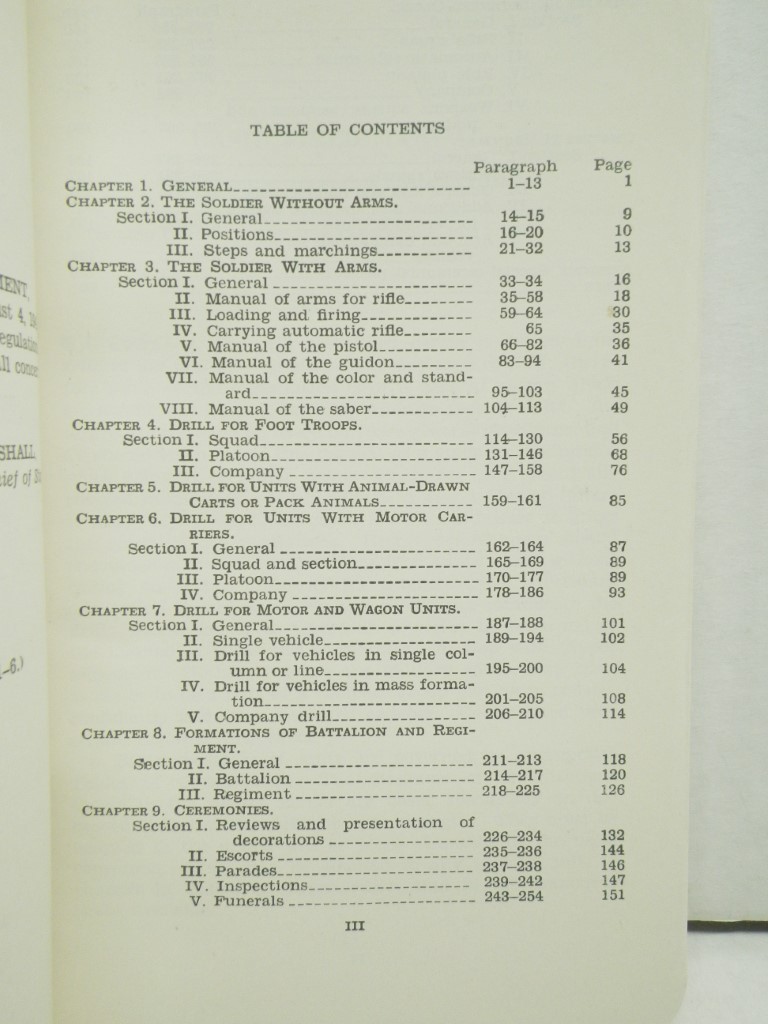 TABLE OF CONTENTS
Paragraph Page
CHAPTER 1. GENERAL 1–13 1
CHAPTER 2. THE SOLDIER WITHOUT ARMS.
Section I. General 14–15 9
II. Positions 16–20 10
III. Steps and marchings 21–32 13
CHAPTER 3. THE SOLDIER WITH ARMS.
Section I. General 33–34 16
II. Manual of arms for rifle 35–58 18
III. Loading and firing 59–64 30
IV. Carrying automatic rifle 65 35
V. Manual of the pistol 66–82 36
VI. Manual of the guidon 83–94 41
VII. Manual of the color and stand-
ard 95–103 45
VIII. Manual of the saber 104–113 49
CHAPTER 4. DRILL FOR FOOT TROOPS.
Section I. Squad 114–130 56
II. Platoon 131–146 68
III. Company 147–158 76
CHAPTER 5. DRILL FOR UNITS WITH ANIMAL-DRAWN
CARTS OR PACK ANIMALS 159–161 85
CHAPTER 6. DRILL FOR UNITS WITH MOTOR CAR-
RIERS.
Section I. General 162–164 87
II. Squad and section 165–169 89
III. Platoon 170–177 89
IV. Company 178–186 93
CHAPTER 7. DRILL FOR MOTOR AND WAGON UNITS.
Section I. General 187–188 101
II. Single vehicle 189–194 102
III. Drill for vehicles in single col-
umn or line 195–200 104
IV. Drill for vehicles in mass forma-
tion 201–205 108
V. Company drill 206–210 114
CHAPTER 8. FORMATIONS OF BATTALION AND REGI-
MENT.
Section I. General 211–213 118
II. Battalion 214–217 120
III. Regiment 218–225 126
CHAPTER 9. CEREMONIES.
Section I. Reviews and presentation of
decorations 226–234 132
II. Escorts 235–236 144
III. Parades 237–238 146
IV. Inspections 239–242 147
V. Funerals 243–254 151
III